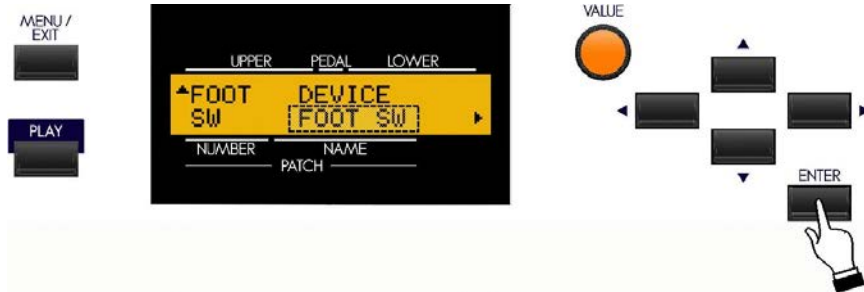 MENU /
EXIT
PLAY
UPPER PEDAL LOWER
FOOT DEVICE
SW FOOT SW
NUMBER NAME
PATCH
VALUE
ENTER